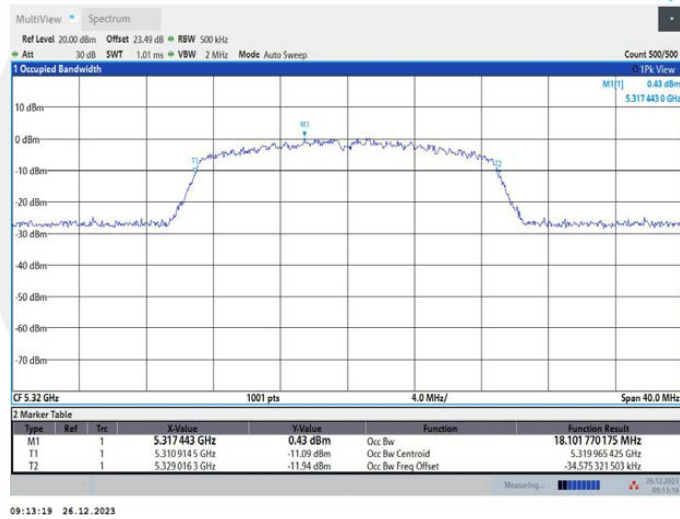 MultiView Spectrum
Ref Level 20.00 dBm Offset 23.49 dB RBW 500 kHz
Att 30 dB SWT 1.01 ms VBW 2 MHz Mode Auto Sweep Count 500/500
1 Occupied Bandwidth 1Pk View
M1[1] 0.43 dBm
5.317 443 0 GHz
10 dBm
M1
0 dBm
T1 T2
-10 dBm
-20 dBm
-30 dBm
-40 dBm
-50 dBm
-60 dBm
-70 dBm
CF 5.32 GHz 1001 pts 4.0 MHz/ Span 40.0 MHz
2 Marker Table
Type Ref Trc X-Value Y-Value Function Function Result
M1 1 5.317443 GHz 0.43 dBm Occ Bw 18.101 770 175 MHz
T1 1 5.310 914 5 GHz -11.09 dBm Occ Bw Centroid 5.319 965 425 GHz
T2 1 5.329 016 3 GHz -11.94 dBm Occ Bw Freq Offset -34.575 321 503 kHz
Measuring... 26.12.2023
09:13:18
09:13:19 26.12.2023